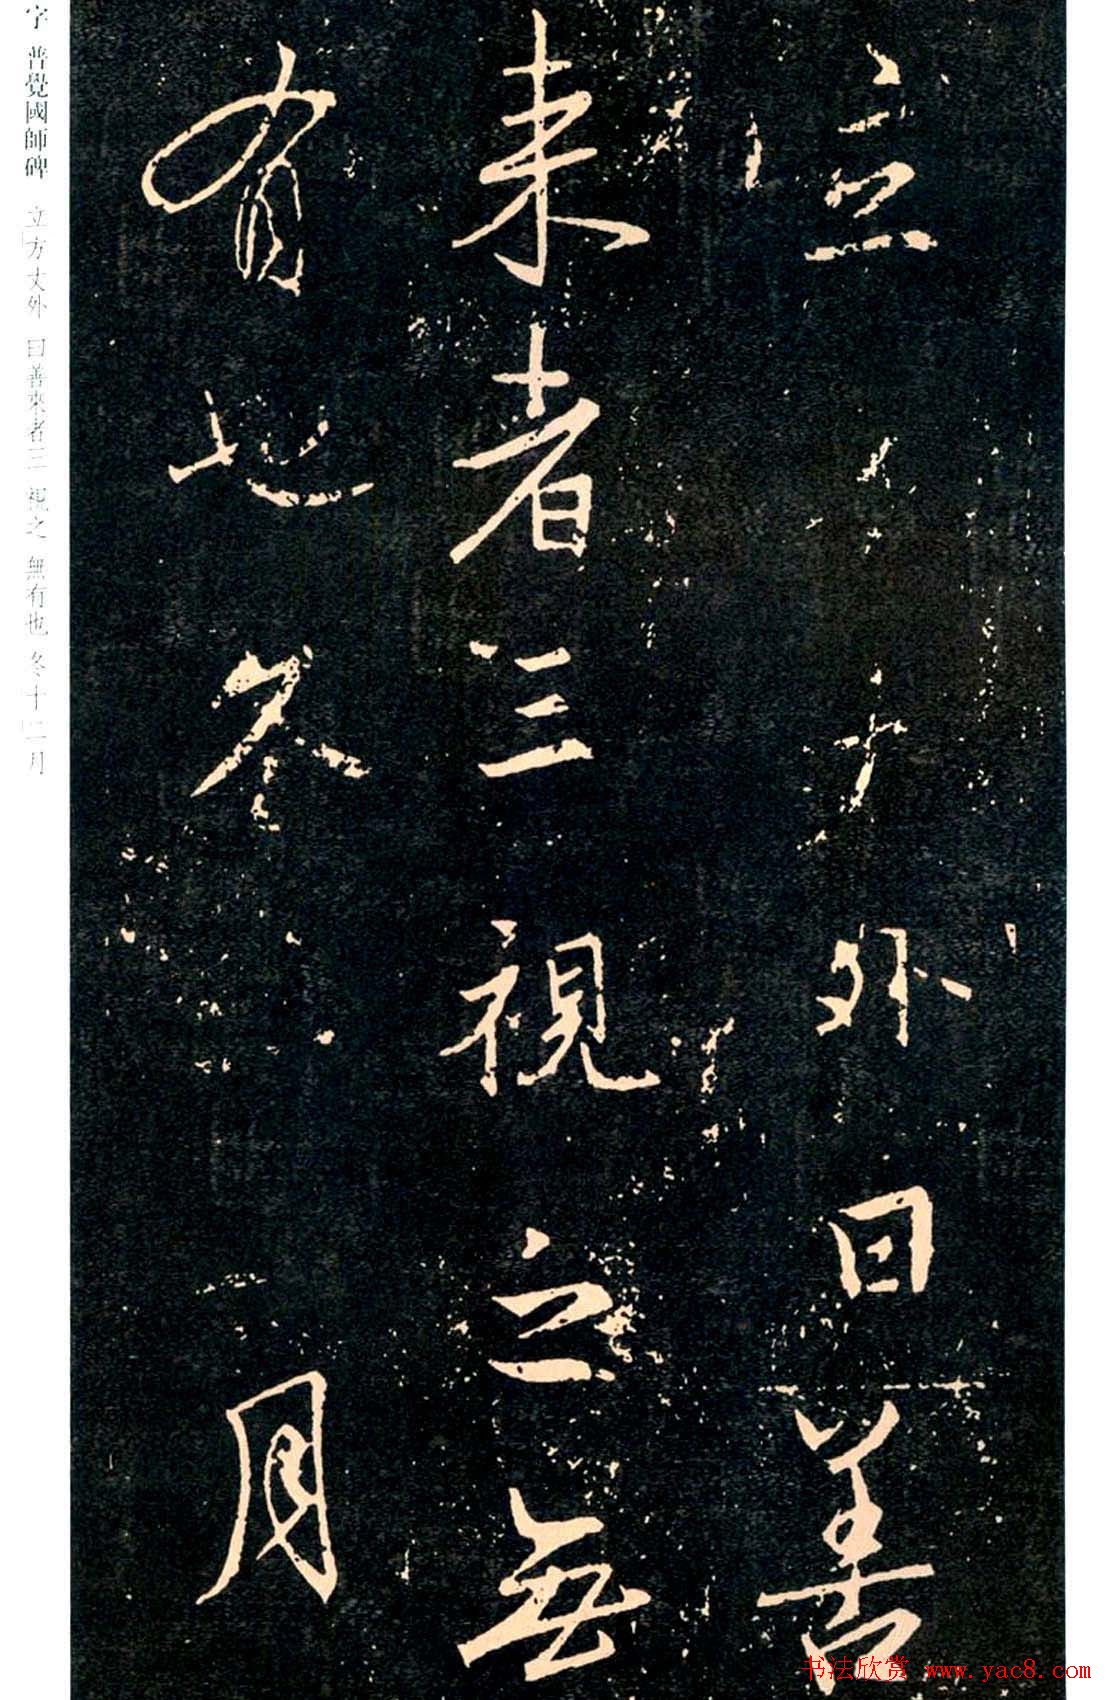 立方丈外曰善
来者三視之無
有也冬十二月
字 普覺國師碑 立方丈外 曰善來者三 視之 無有也 冬十二月
书法欣赏 www.yac8.com